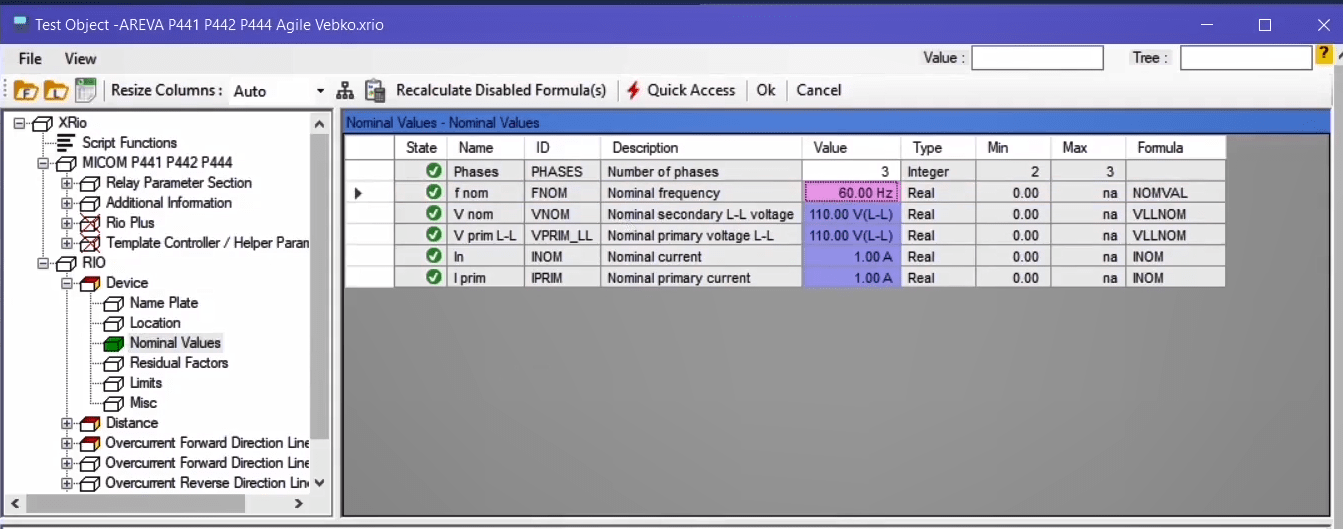 Test Object -AREVA P441 P442 P444 Agile Vebko.xrio
File View Value : Tree : ?
Resize Columns : Auto Recalculate Disabled Formula(s) Quick Access Ok Cancel
XRio
Script Functions
MICOM P441 P442 P444
Relay Parameter Section
Additional Information
Rio Plus
Template Controller / Helper Param
RIO
Device
Name Plate
Location
Nominal Values
Residual Factors
Limits
Misc
Distance
Overcurrent Forward Direction Line
Overcurrent Forward Direction Line
Overcurrent Reverse Direction Lin
Nominal Values - Nominal Values
State Name ID Description Value Type Min Max Formula
Phases PHASES Number of phases 3 Integer 2 3
f nom FNOM Nominal frequency 60.00 Hz Real 0.00 na NOMVAL
V nom VNOM Nominal secondary L-L voltage 110.00 V(L-L) Real 0.00 na VLLNOM
V prim L-L VPRIM_LL Nominal primary voltage L-L 110.00 V(L-L) Real 0.00 na VLLNOM
In INOM Nominal current 1.00 A Real 0.00 na INOM
I prim IPRIM Nominal primary current 1.00 A Real 0.00 na INOM